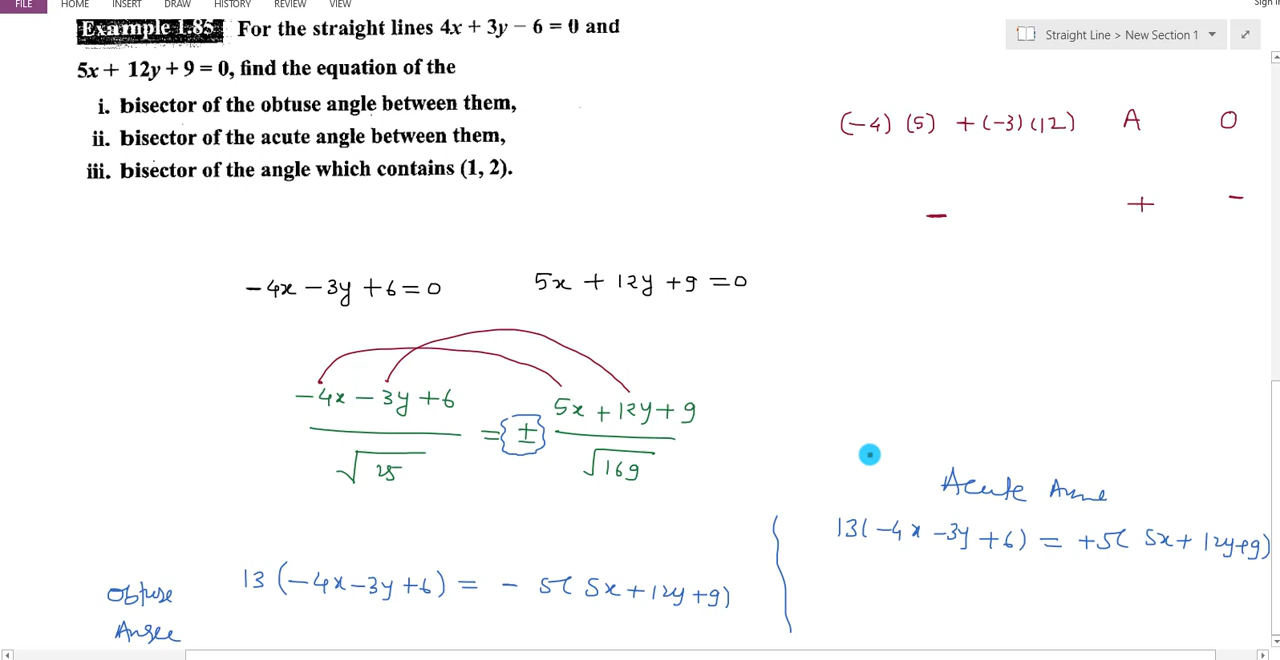 FILE HOME INSERT DRAW HISTORY REVIEW VIEW Sign i
Example 1.85 For the straight lines 4x + 3y − 6 = 0 and
5x + 12y + 9 = 0, find the equation of the
i. bisector of the obtuse angle between them,
ii. bisector of the acute angle between them,
iii. bisector of the angle which contains (1, 2).
Straight Line > New Section 1
(-4) (5) + (-3) (12) A O
− + −
-4x - 3y + 6 = 0 5x + 12y + 9 = 0
-4x - 3y + 6 5x + 12y + 9
= ±
√25 √169
Acute
13(-4x - 3y + 6) = +5( 5x + 12y + 9)
13 (-4x - 3y + 6) = - 5( 5x + 12y + 9)
Obtuse